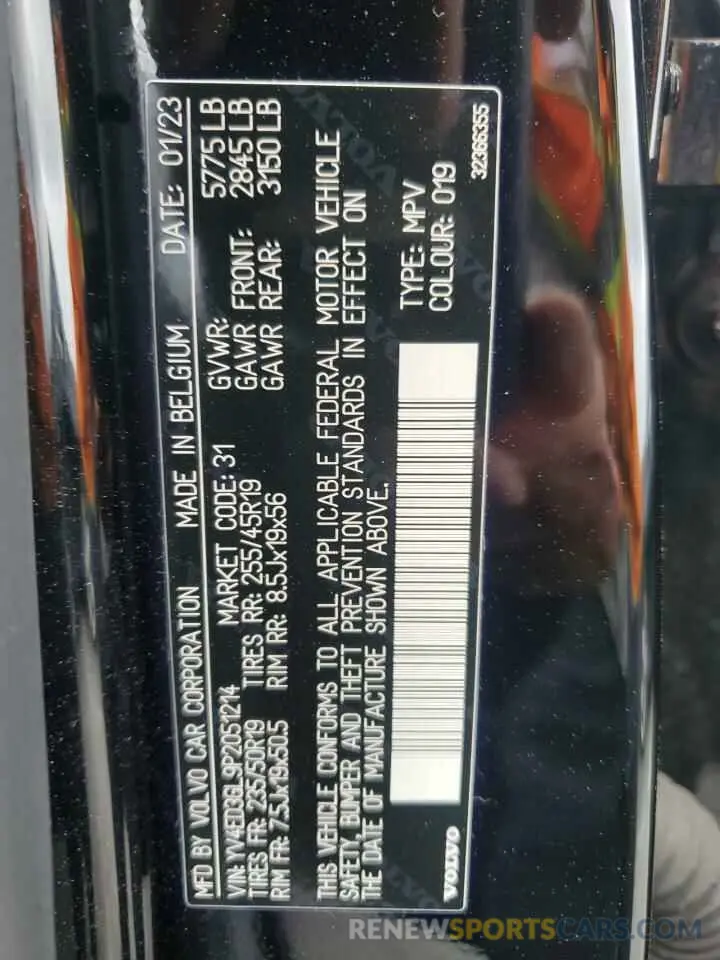 MFD BY VOLVO CAR CORPORATION MADE IN BELGIUM DATE: 01/23
VIN: YV4ED3GL9P2051214 MARKET CODE: 31 GVWR: 5775 LB
TIRES FR: 235/50R19 TIRES RR: 255/45R19 GAWR FRONT: 2845 LB
RIM FR: 7.5Jx19x50.5 RIM RR: 8.5Jx19x56 GAWR REAR: 3150 LB
THIS VEHICLE CONFORMS TO ALL APPLICABLE FEDERAL MOTOR VEHICLE
SAFETY, BUMPER AND THEFT PREVENTION STANDARDS IN EFFECT ON
THE DATE OF MANUFACTURE SHOWN ABOVE.
TYPE: MPV
COLOUR: 019
VOLVO 32366355
RENEWSPORTSCARS.COM